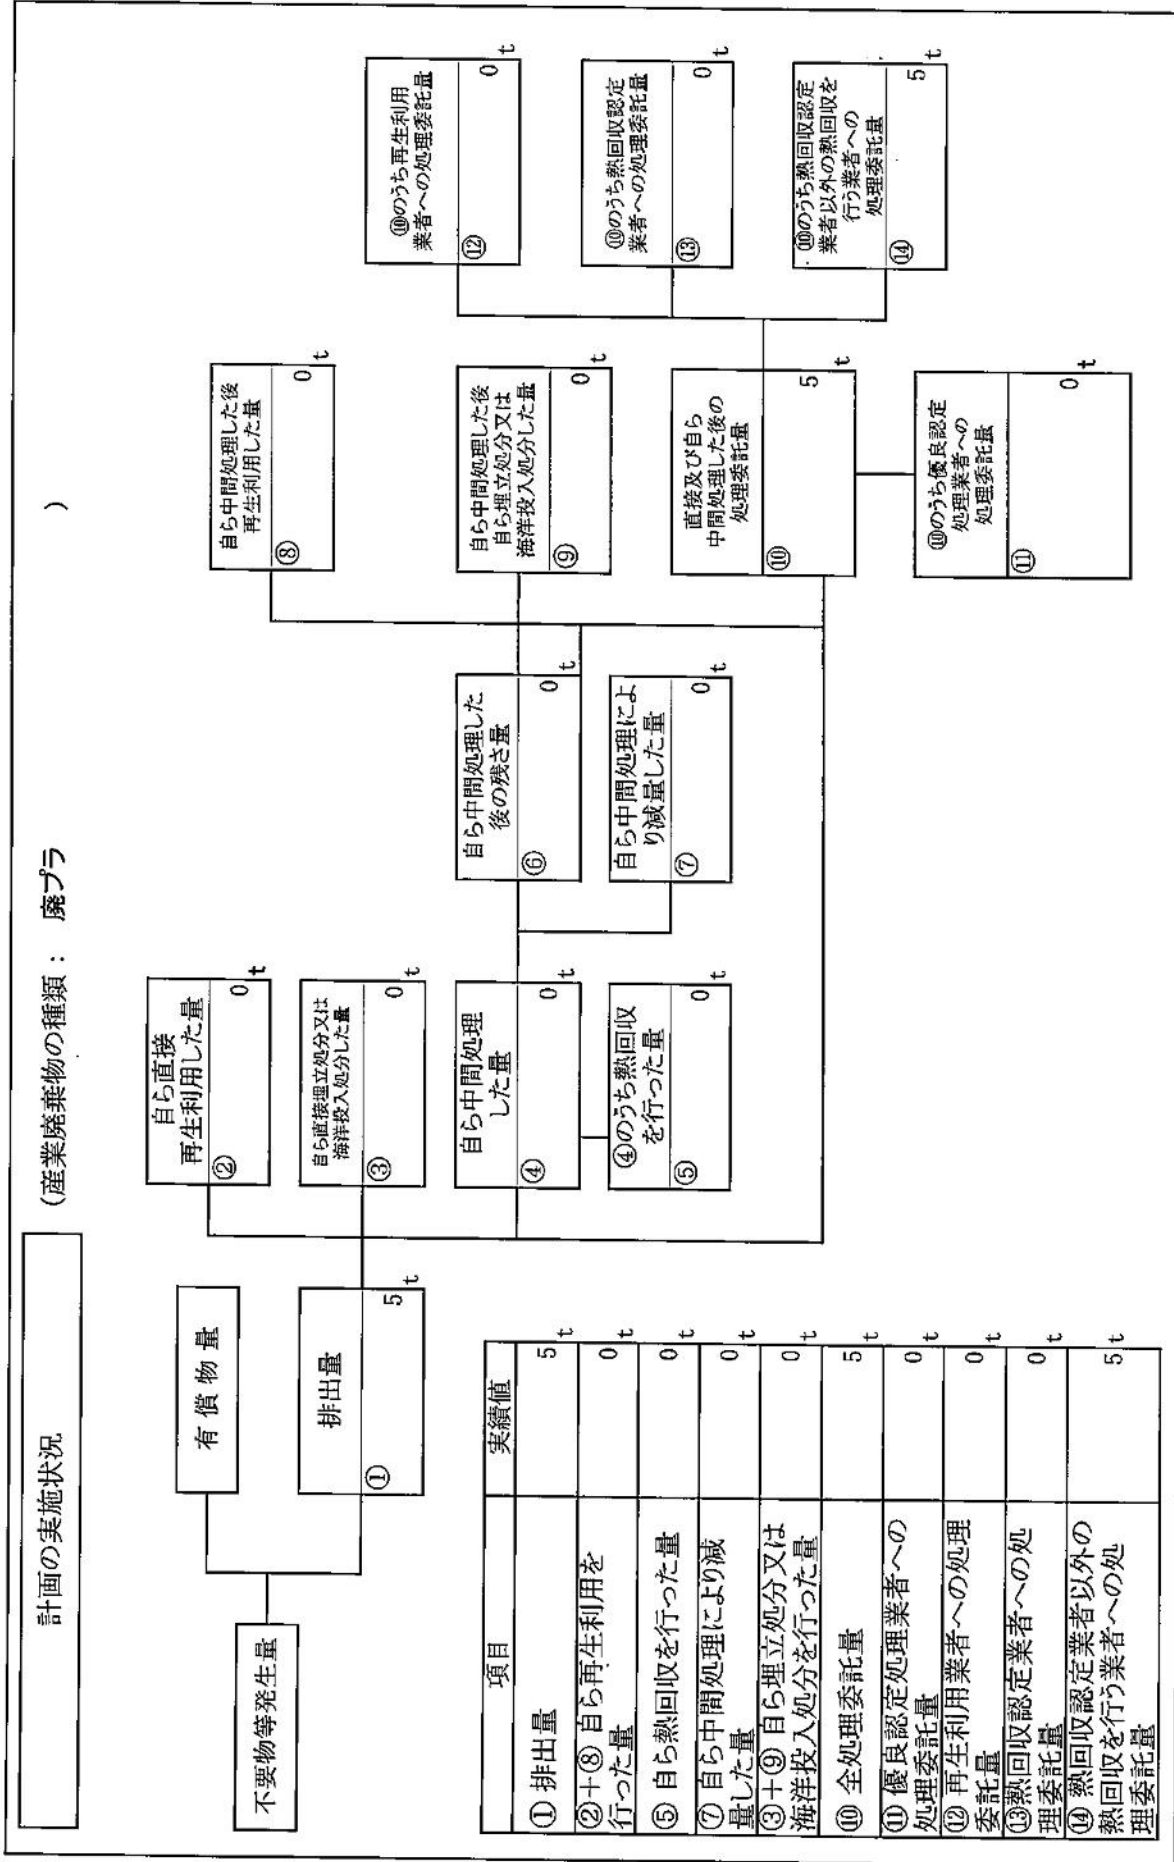 計画の実施状況
(産業廃棄物の種類： 廃プラ )
不要物等発生量
有償物量
排出量
① 5 t
自ら直接
再生利用した量
② 0 t
自ら直接埋立処分又は
海洋投入処分した量
③ 0 t
自ら中間処理
した量
④ 0 t
④のうち熱回収
を行った量
⑤ 0 t
自ら中間処理した
後の残さ量
⑥ 0 t
自ら中間処理によ
り減量した量
⑦ 0 t
自ら中間処理した後
再生利用した量
⑧ 0 t
自ら中間処理した後
自ら埋立処分又は
海洋投入処分した量
⑨ 0 t
直接及び自ら
中間処理した後の
処理委託量
⑩ 5 t
⑩のうち優良認定
処理業者への
処理委託量
⑪ 0 t
⑩のうち再生利用
業者への処理委託量
⑫ 0 t
⑩のうち熱回収認定
業者への処理委託量
⑬ 0 t
⑩のうち熱回収認定
業者以外の熱回収を
行う業者への
処理委託量
⑭ 5 t
項目 実績値
① 排出量 5 t
②＋⑧ 自ら再生利用を
行った量 0 t
⑤ 自ら熱回収を行った量 0 t
⑦ 自ら中間処理により減
量した量 0 t
③＋⑨ 自ら埋立処分又は
海洋投入処分を行った量 0 t
⑩ 全処理委託量 5 t
⑪ 優良認定処理業者への
処理委託量 0 t
⑫ 再生利用業者への処理
委託量 0 t
⑬熱回収認定業者への処
理委託量 0 t
⑭ 熱回収認定業者以外の
熱回収を行う業者への処
理委託量 5 t